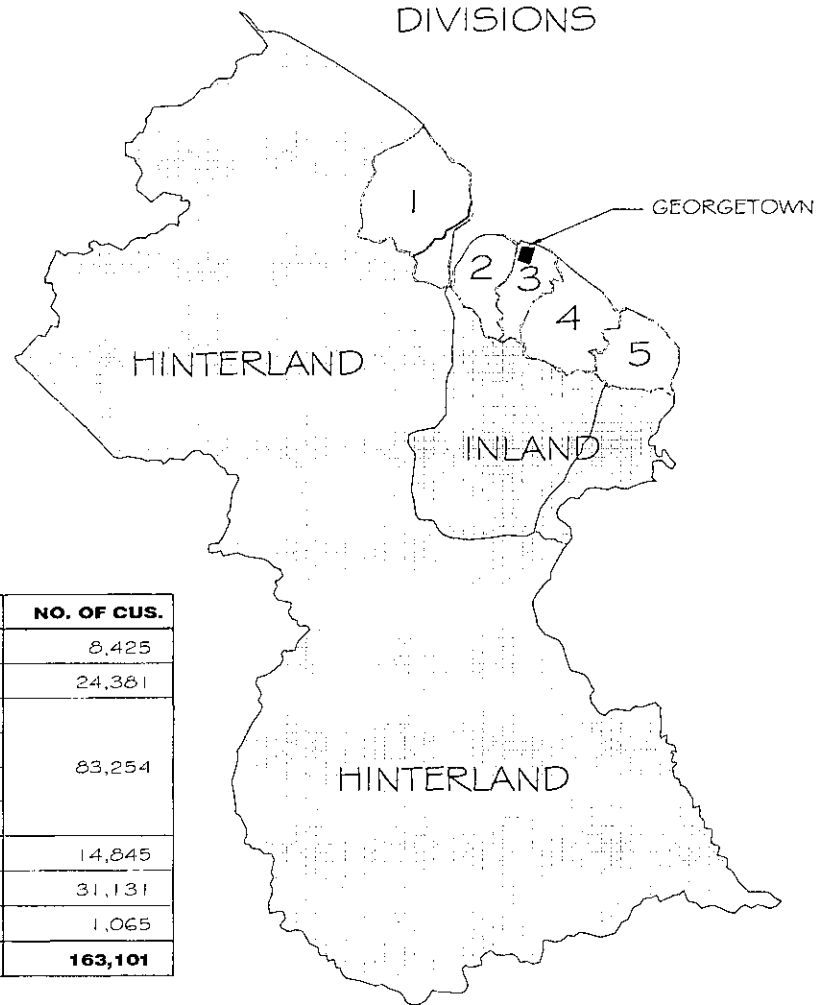 DIVISIONS
1
GEORGETOWN
2
3
4
5
HINTERLAND
INLAND
NO. OF CUS.
8,425
24,381
83,254
HINTERLAND
14,845
31,131
1,065
163,101